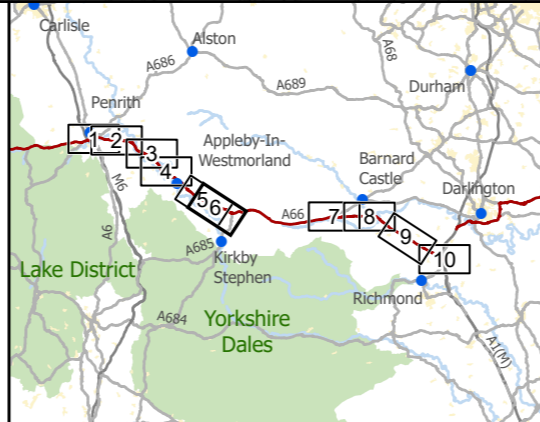 Carlisle
Alston
A686
A68
A689
Durham
Penrith
Appleby-In-
Westmorland
1
2
3
4
5
6
Barnard
Castle
Darlington
M6
A6
A66
7
8
9
10
A685
Kirkby
Stephen
Lake District
Richmond
A684
Yorkshire
Dales
A1(M)